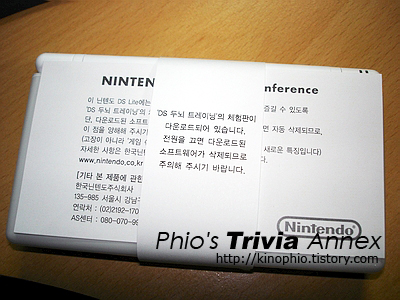 NINTEN
nference
이 닌텐도 DS Lite에는
'DS 두뇌 트레이닝'의 체험판이
다운로드되어 있습니다.
전원을 끄면 다운로드된
소프트웨어가 삭제되므로
주의해 주시기 바랍니다.
즐길 수 있도록
'DS 두뇌 트레이닝'의
단, 다운로드된 소프트
면 자동 삭제되므로,
이 점을 양해해 주시기
(고장이 아니라 '게임
새로운 특징입니다)
자세한 사항은 한국닌텐
www.nintendo.co.kr
[기타 본 제품에 관한
한국닌텐도주식회사
135-985 서울시 강남구
연락처 : (02)2192-170
AS센터 : 080-070-99
Nintendo
Phio's Trivia Annex
http://kinophio.tistory.com